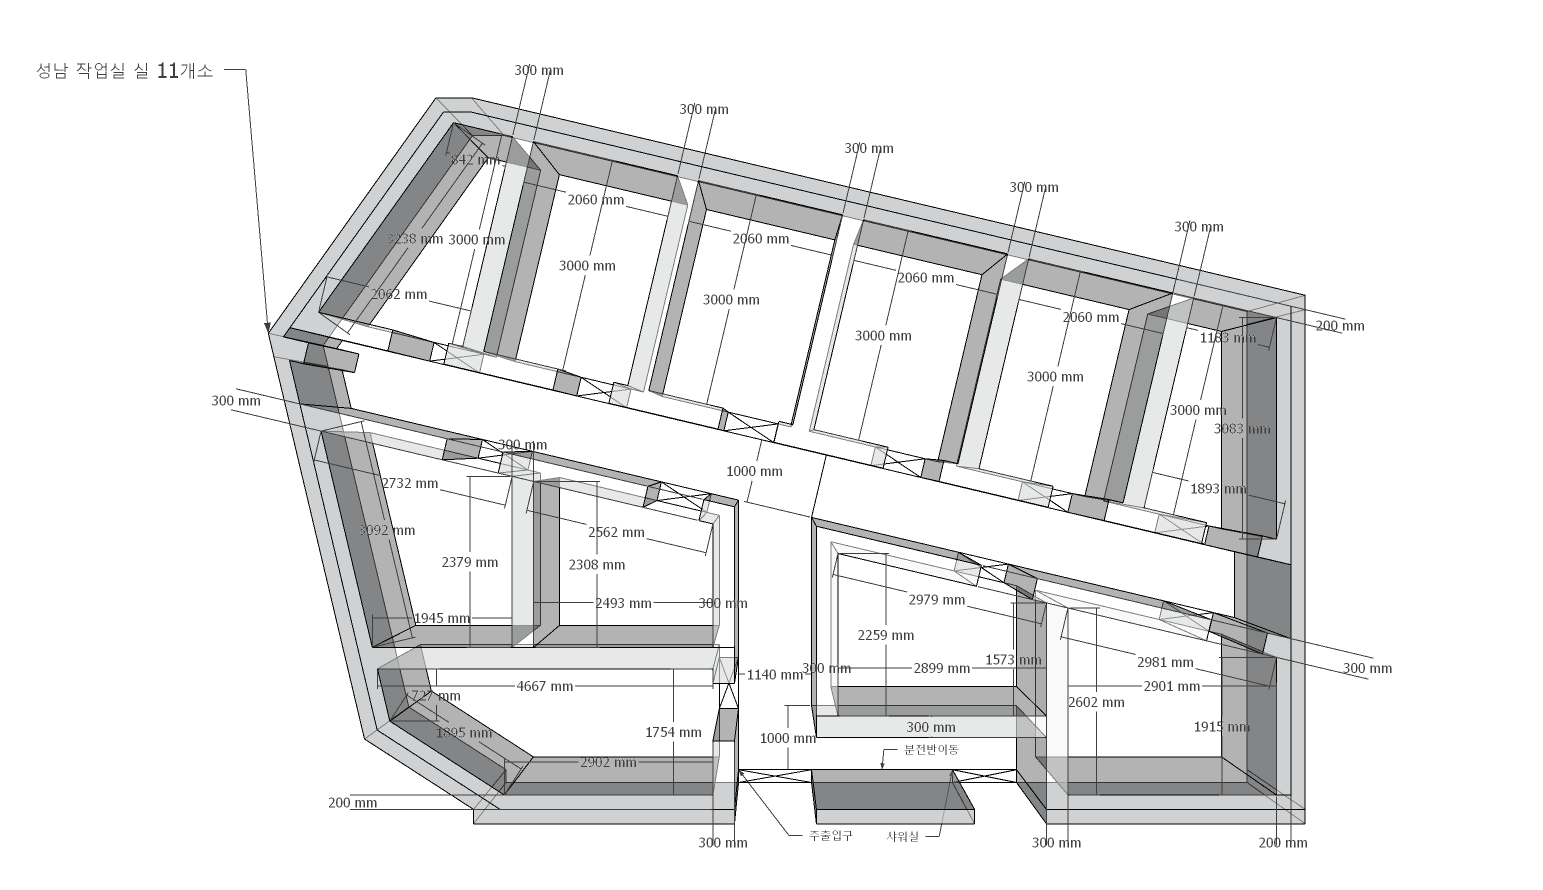 성남 작업실 실 11개소
300 mm
300 mm
300 mm
300 mm
300 mm
842 mm
2060 mm
3238 mm
3000 mm
2060 mm
3000 mm
2060 mm
2062 mm
3000 mm
2060 mm
200 mm
3000 mm
1183 mm
3000 mm
300 mm
3000 mm
3083 mm
300 mm
1000 mm
2732 mm
1893 mm
3092 mm
2562 mm
2379 mm
2308 mm
2979 mm
1945 mm
2493 mm
300 mm
2259 mm
1573 mm
2981 mm
300 mm
4667 mm
1140 mm
300 mm
2899 mm
2901 mm
727 mm
2602 mm
1895 mm
1754 mm
1000 mm
300 mm
1915 mm
분전반이동
2902 mm
200 mm
주출입구
샤워실
300 mm
300 mm
200 mm